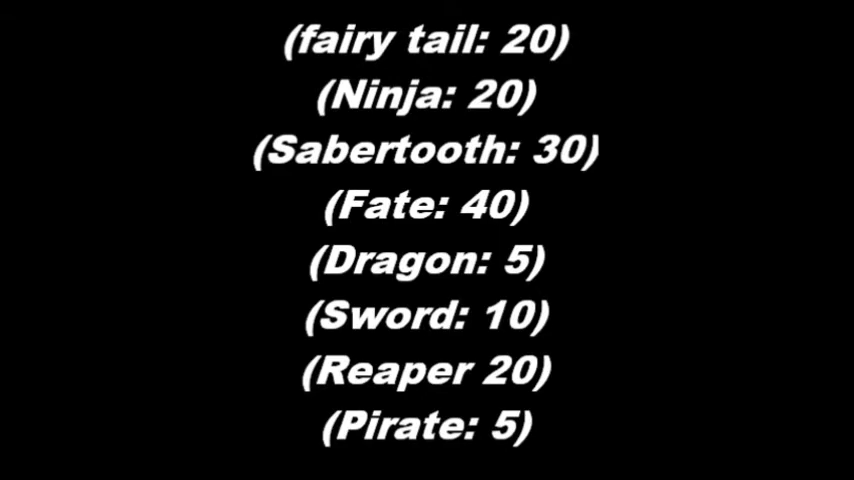 (fairy tail: 20)
(Ninja: 20)
(Sabertooth: 30)
(Fate: 40)
(Dragon: 5)
(Sword: 10)
(Reaper 20)
(Pirate: 5)